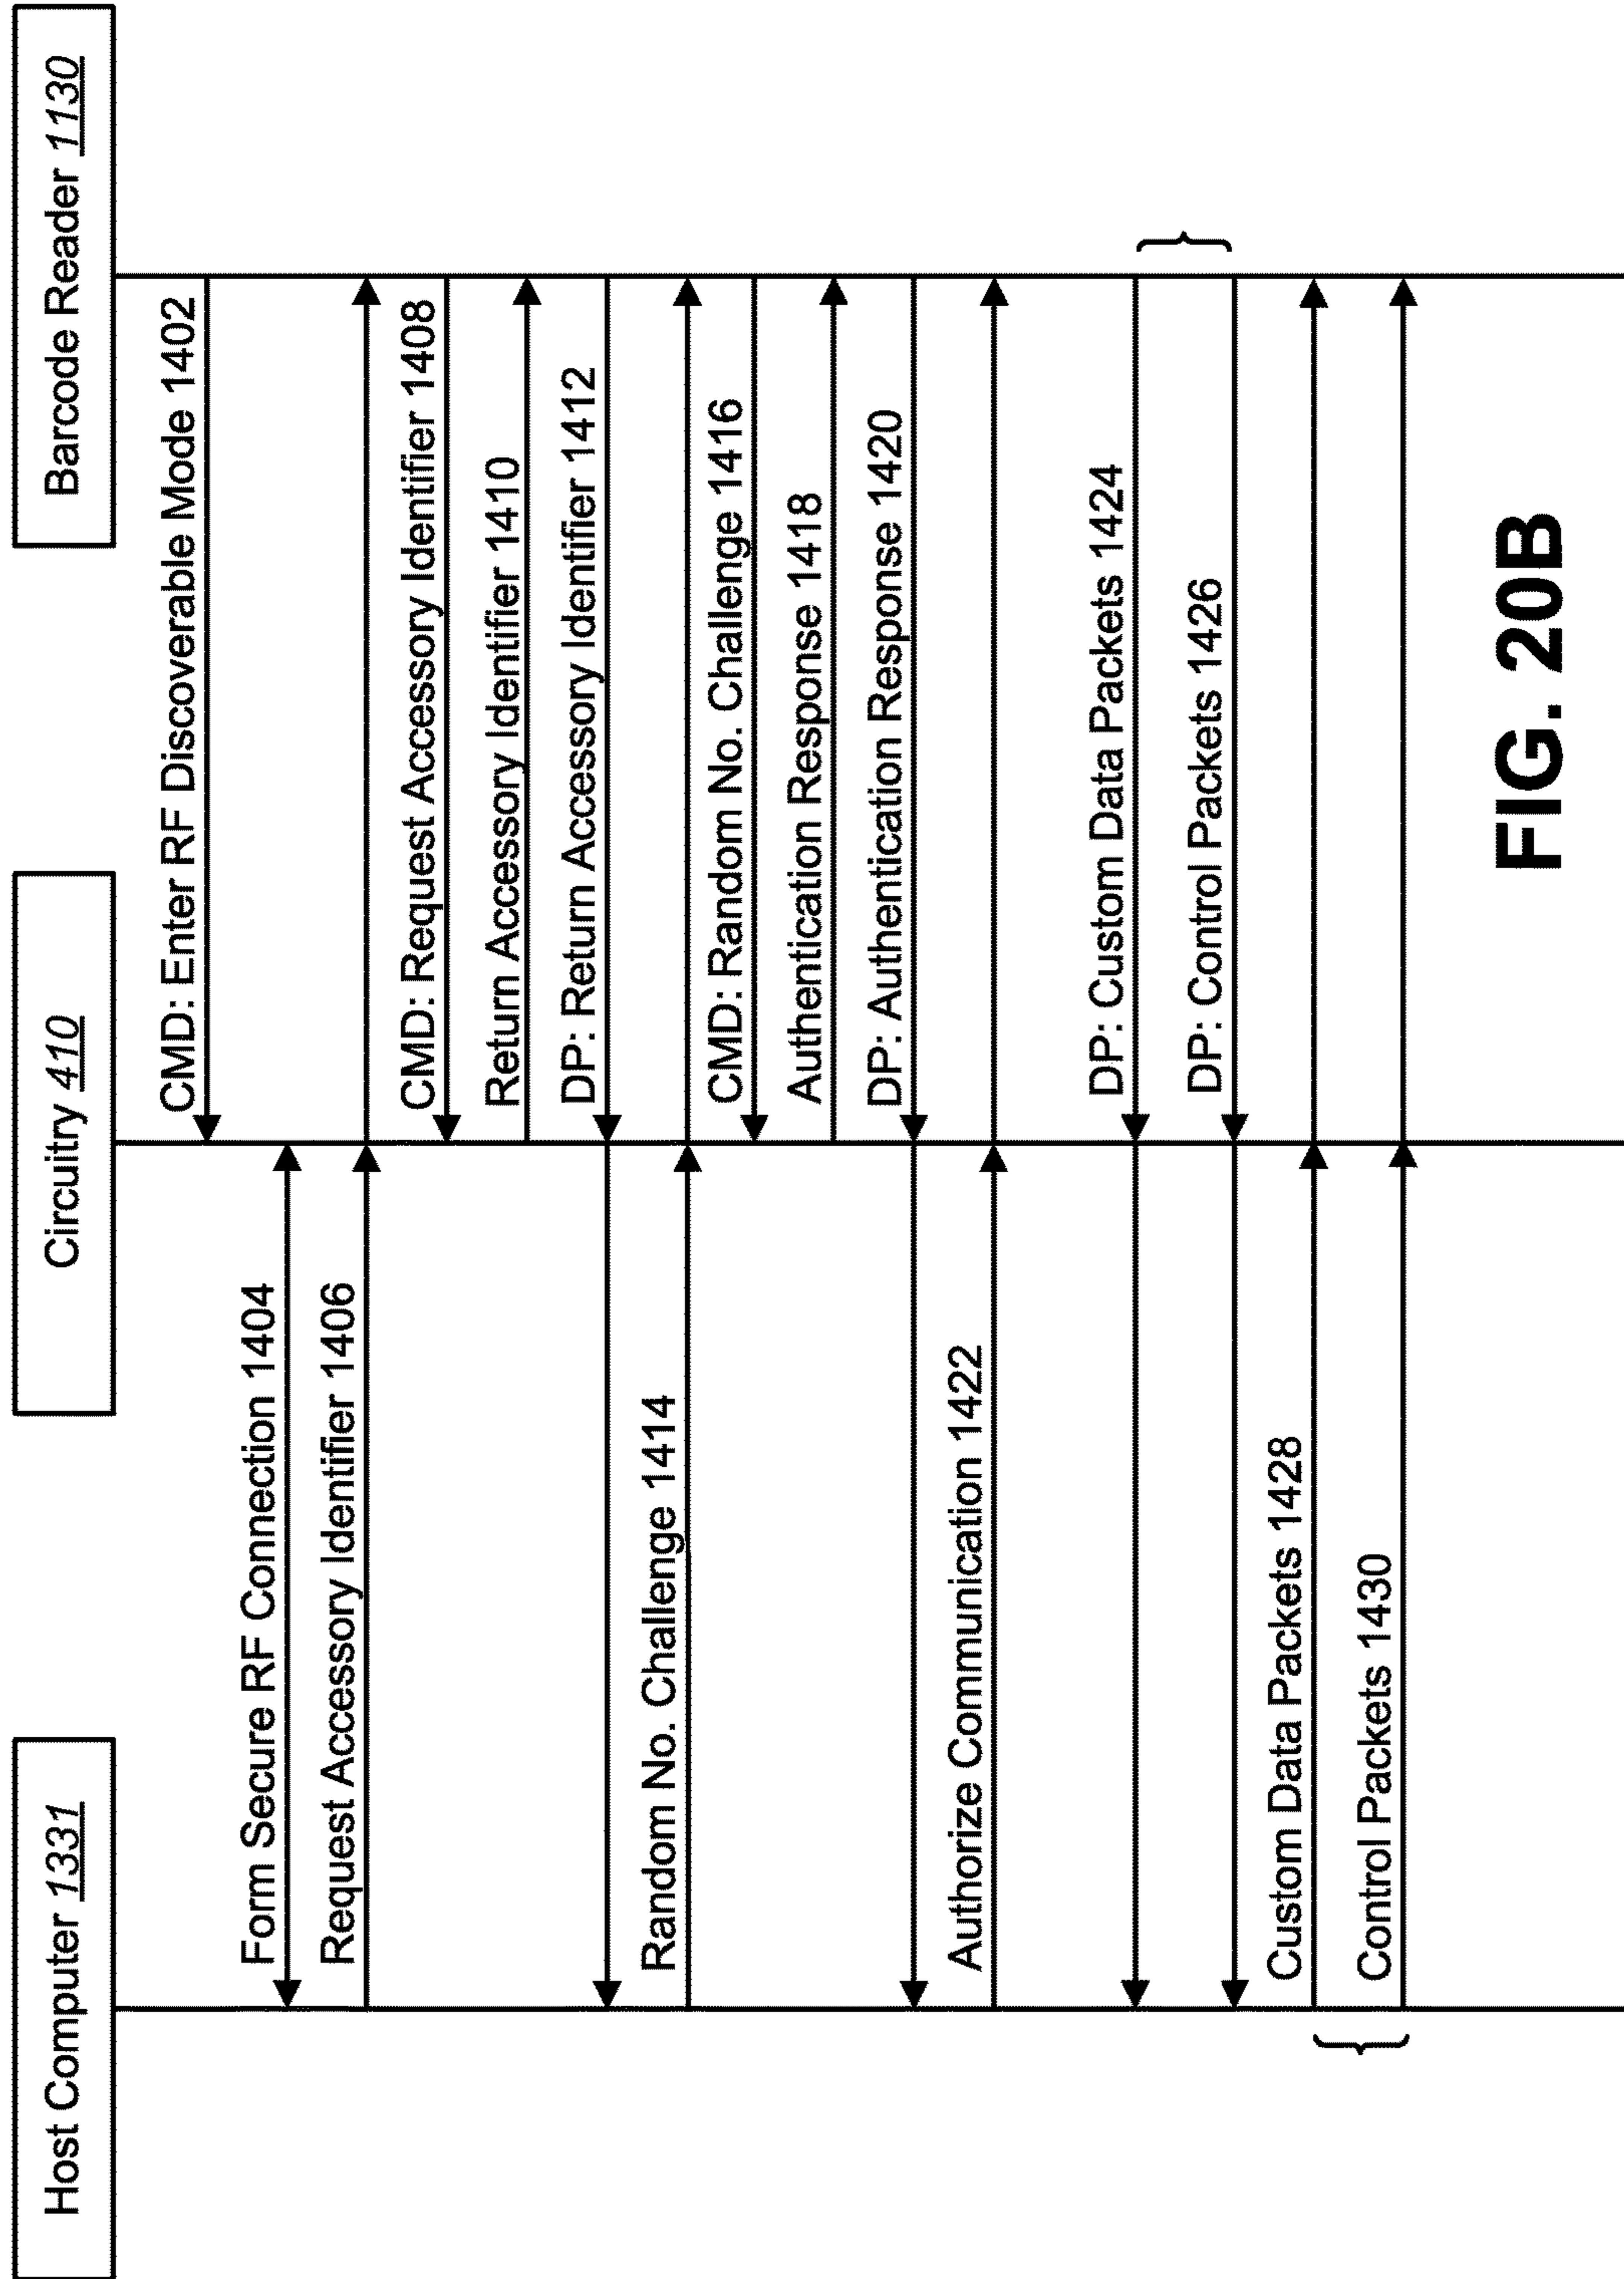 Host Computer 1331
Circuitry 410
Barcode Reader 1130
CMD: Enter RF Discoverable Mode 1402
Form Secure RF Connection 1404
Request Accessory Identifier 1406
CMD: Request Accessory Identifier 1408
Return Accessory Identifier 1410
DP: Return Accessory Identifier 1412
Random No. Challenge 1414
CMD: Random No. Challenge 1416
Authentication Response 1418
DP: Authentication Response 1420
Authorize Communication 1422
DP: Custom Data Packets 1424
DP: Control Packets 1426
Custom Data Packets 1428
Control Packets 1430
FIG. 20B